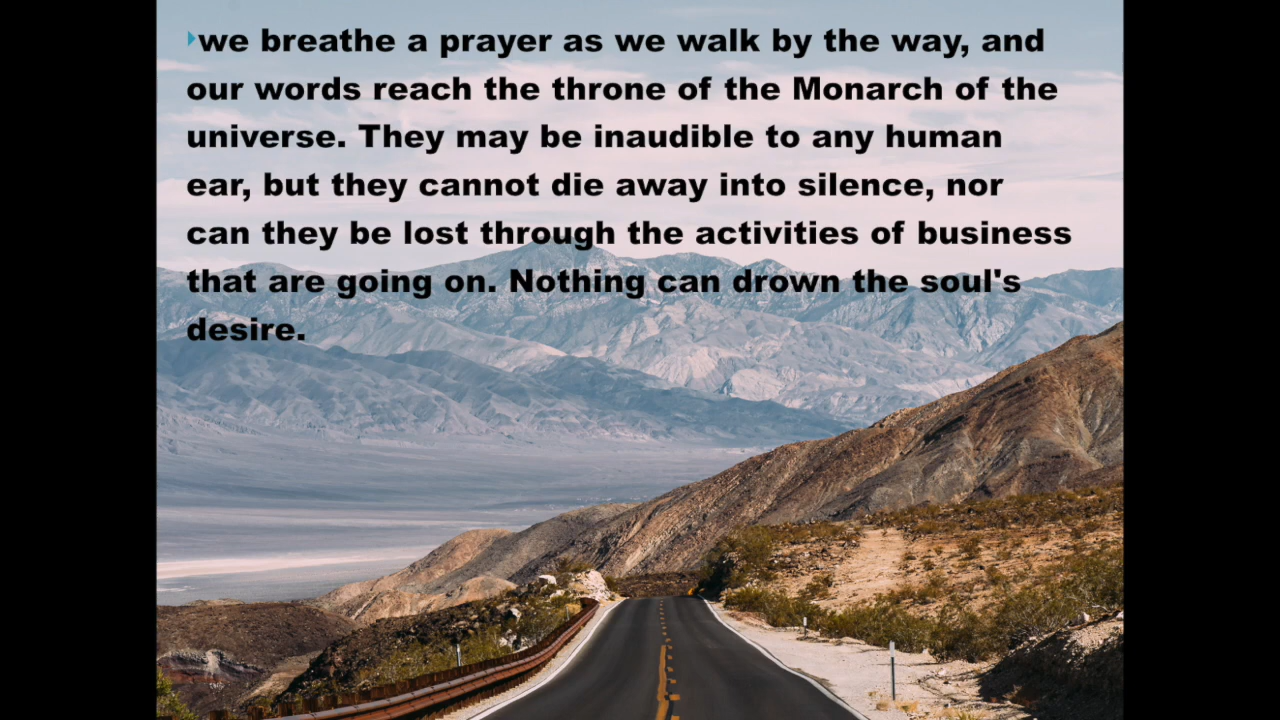 we breathe a prayer as we walk by the way, and
our words reach the throne of the Monarch of the
universe. They may be inaudible to any human
ear, but they cannot die away into silence, nor
can they be lost through the activities of business
that are going on. Nothing can drown the soul's
desire.